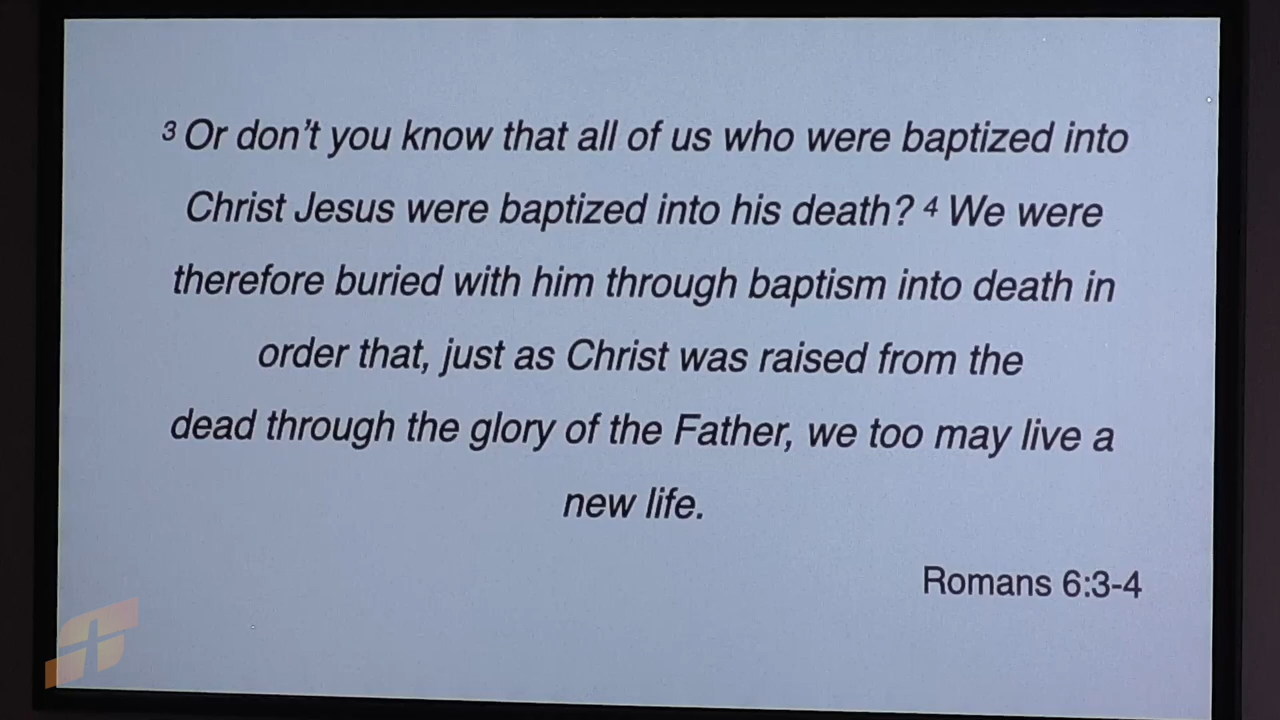 3 Or don't you know that all of us who were baptized into
Christ Jesus were baptized into his death? 4 We were
therefore buried with him through baptism into death in
order that, just as Christ was raised from the
dead through the glory of the Father, we too may live a
new life.
Romans 6:3-4